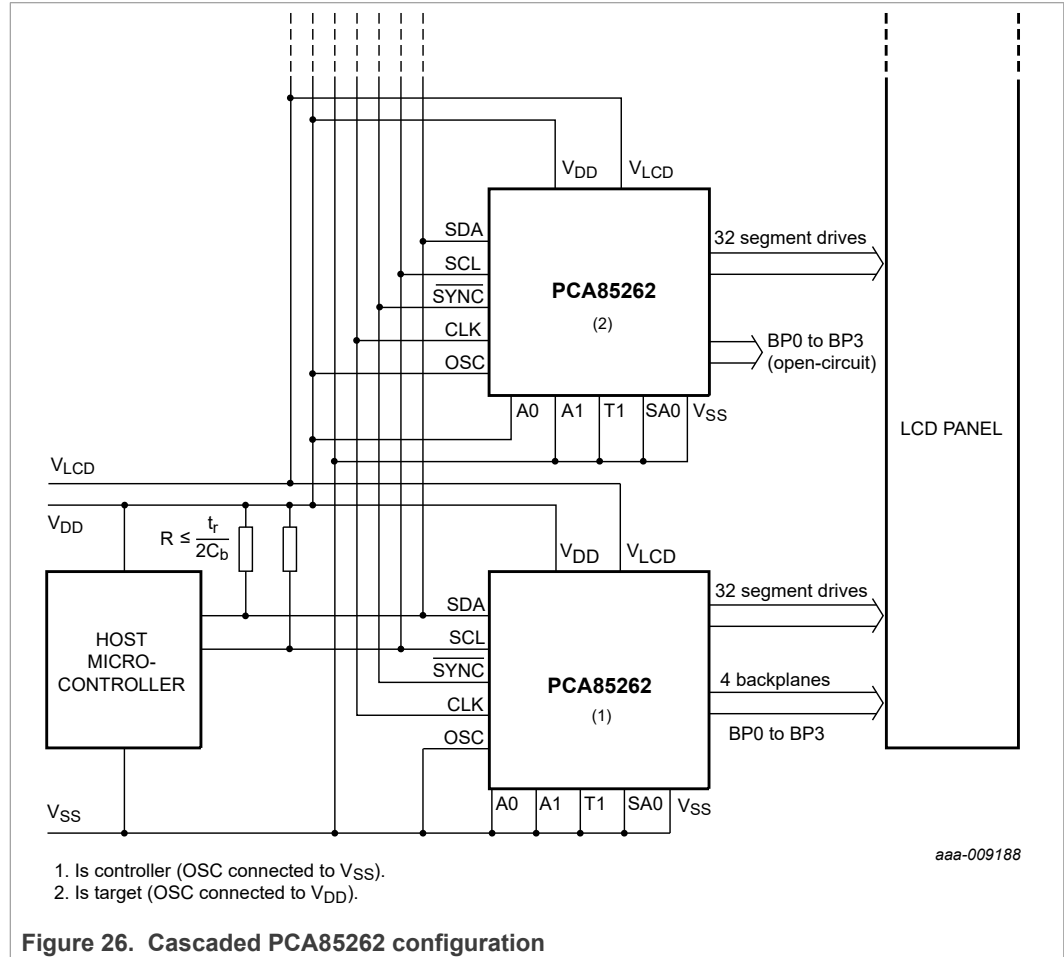 VDD
VLCD
SDA
SCL
SYNC
CLK
OSC
PCA85262
(2)
32 segment drives
BP0 to BP3
(open-circuit)
A0
A1
T1
SA0
VSS
LCD PANEL
VLCD
VDD
R ≤ tr
2Cb
HOST
MICRO-
CONTROLLER
VDD
VLCD
SDA
SCL
SYNC
CLK
OSC
PCA85262
(1)
32 segment drives
4 backplanes
BP0 to BP3
A0
A1
T1
SA0
VSS
VSS
1. Is controller (OSC connected to VSS).
2. Is target (OSC connected to VDD).
aaa-009188
Figure 26. Cascaded PCA85262 configuration